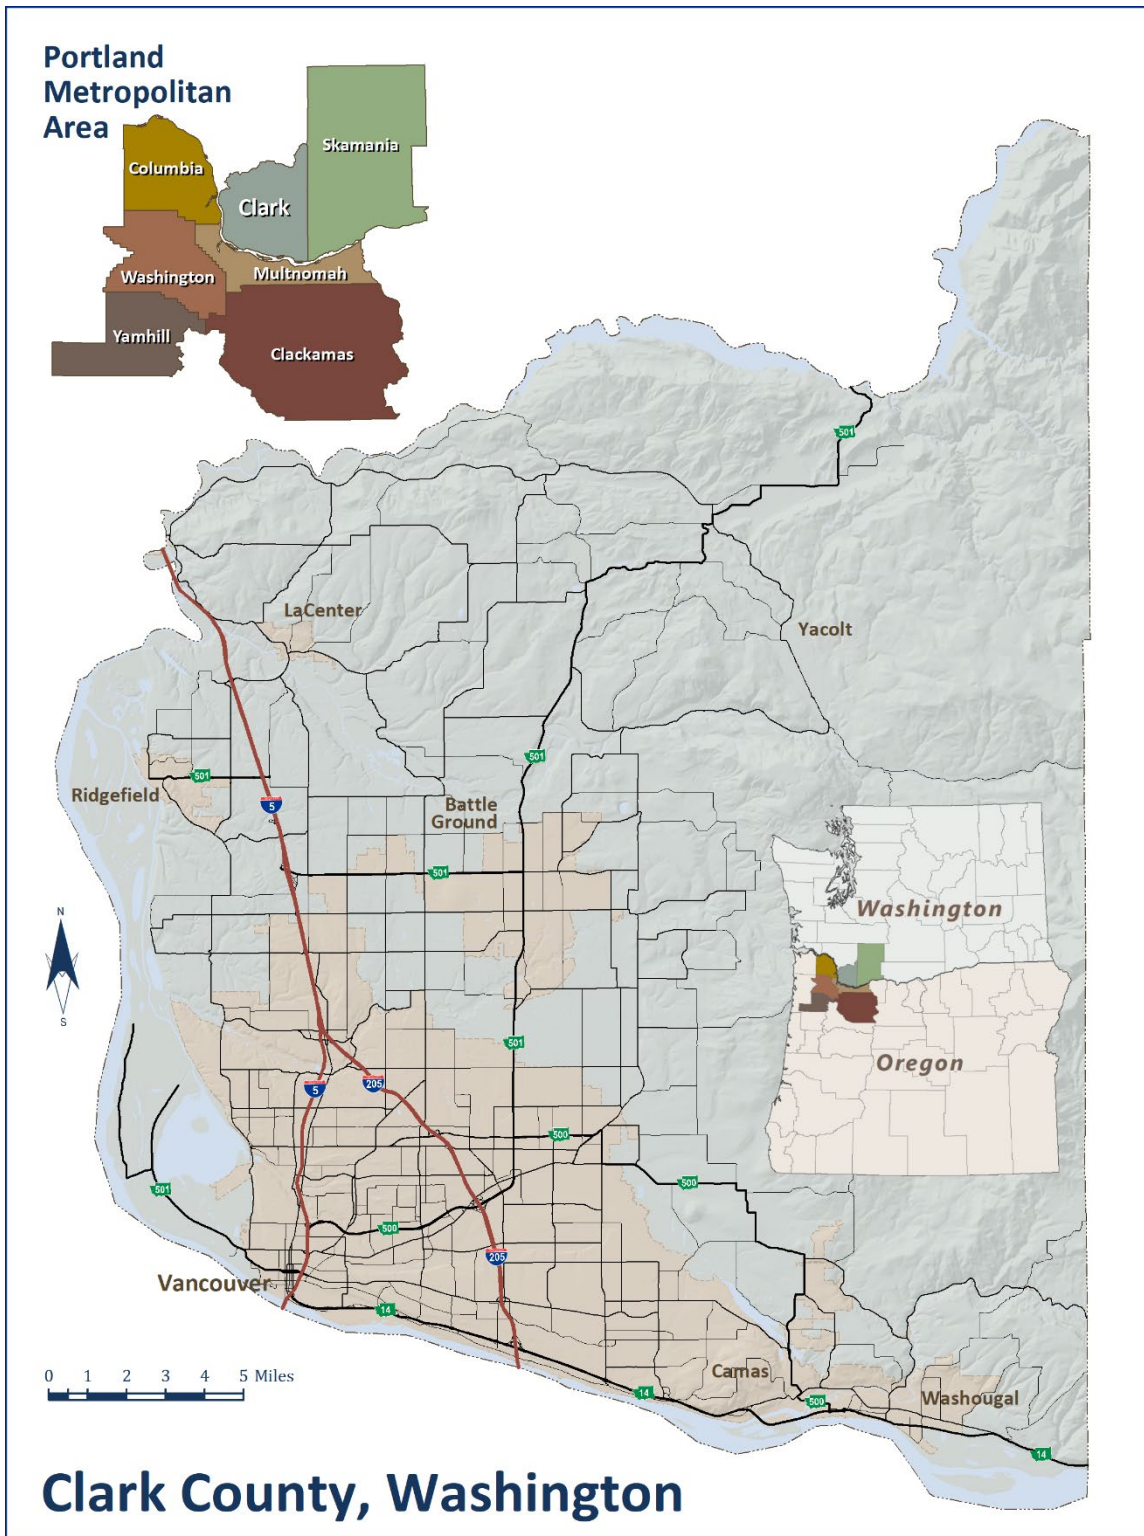 Portland
Metropolitan
Area
Skamania
Columbia
Clark
Washington
Multnomah
Yamhill
Clackamas
501
LaCenter
Yacolt
501
501
Ridgefield
5
Battle
Ground
501
Washington
N
S
501
Oregon
205
5
500
500
501
500
205
Vancouver
14
0 1 2 3 4 5 Miles
Camas
14
500
Washougal
14
Clark County, Washington